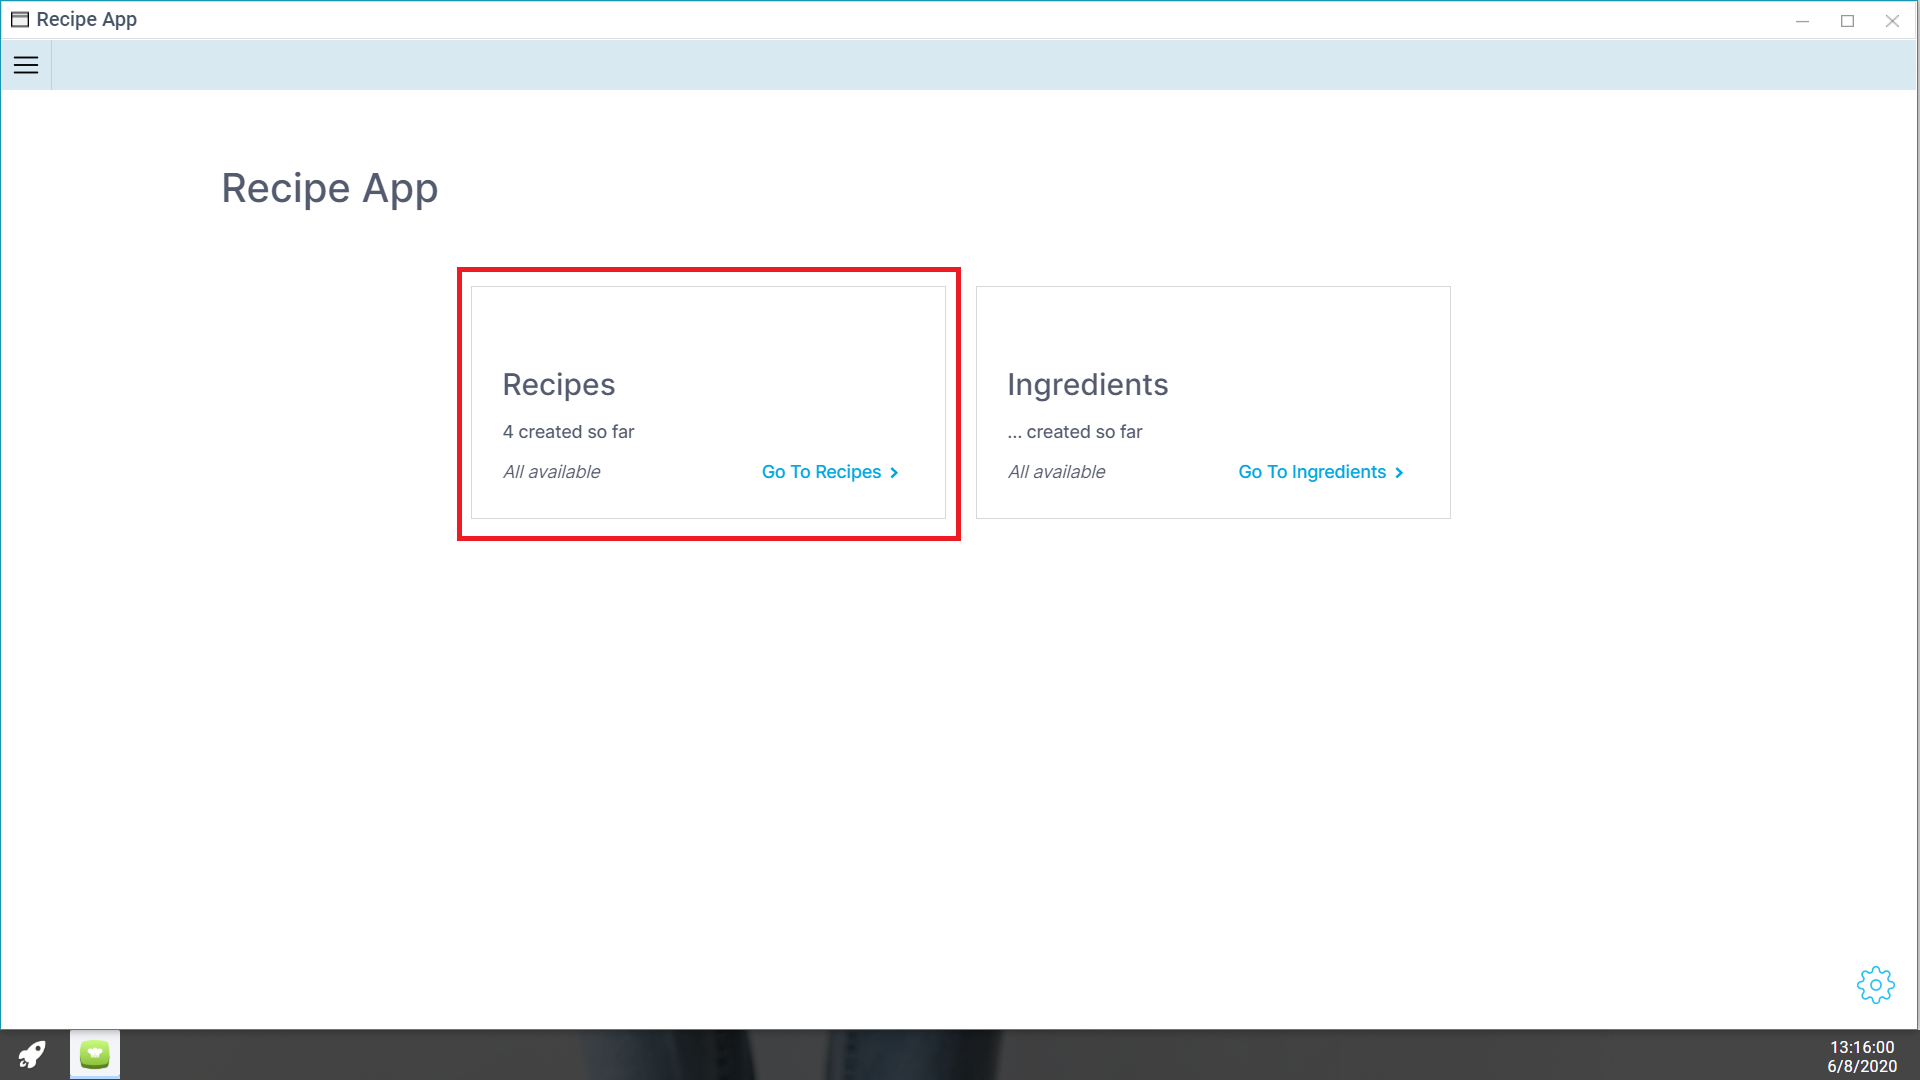 Recipe App
Recipe App
Recipes
4 created so far
All available
Go To Recipes
Ingredients
... created so far
All available
Go To Ingredients
13:16:00
6/8/2020